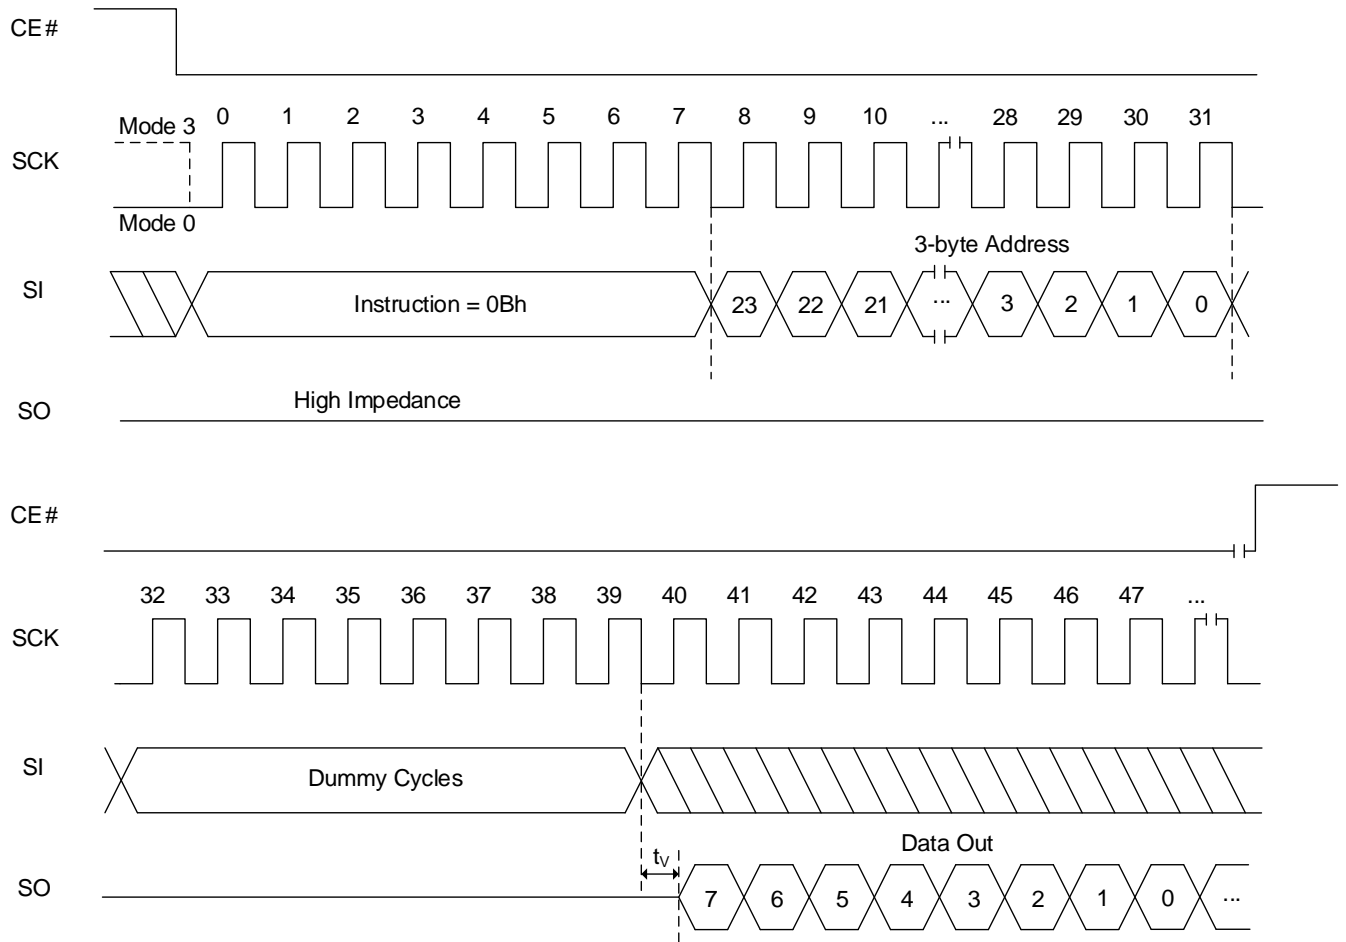 CE#
Mode 3 0 1 2 3 4 5 6 7 8 9 10 ... 28 29 30 31
SCK
Mode 0
3-byte Address
SI Instruction = 0Bh 23 22 21 ... 3 2 1 0
High Impedance
SO
CE#
32 33 34 35 36 37 38 39 40 41 42 43 44 45 46 47 ...
SCK
SI Dummy Cycles
Data Out
tV
SO 7 6 5 4 3 2 1 0 ...